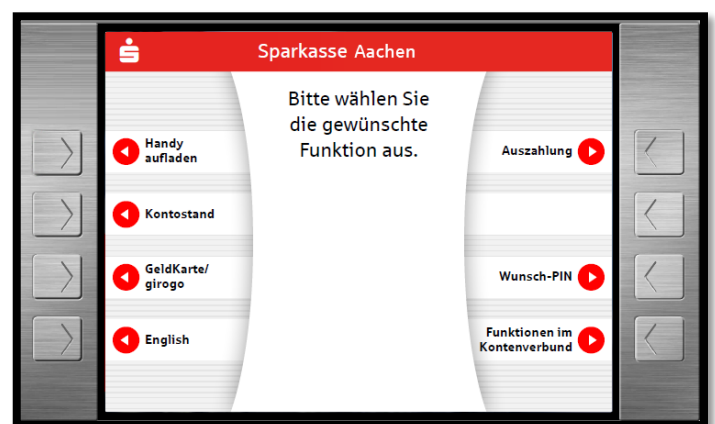 Sparkasse Aachen
Bitte wählen Sie
die gewünschte
Funktion aus.
Handy
aufladen
Kontostand
GeldKarte/
girogo
English
Auszahlung
Wunsch-PIN
Funktionen im
Kontenverbund